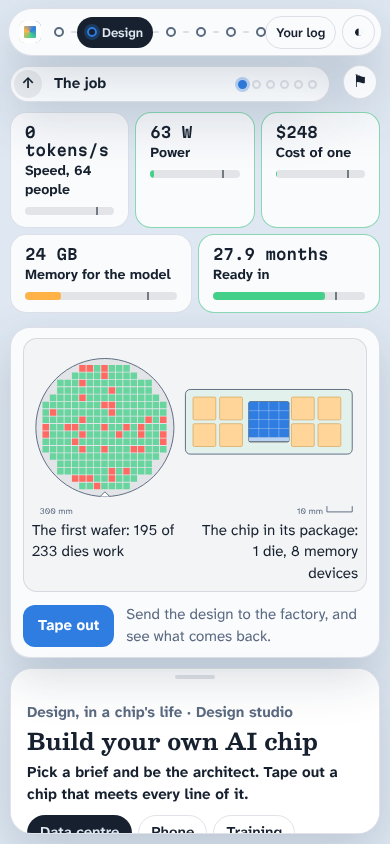 Design
Your log
The job
0 tokens/s
Speed, 64 people
63 W
Power
$248
Cost of one
24 GB
Memory for the model
27.9 months
Ready in
300 mm
10 mm
The first wafer: 195 of
233 dies work
The chip in its package:
1 die, 8 memory
devices
Tape out
Send the design to the factory, and
see what comes back.
Design, in a chip's life · Design studio
Build your own AI chip
Pick a brief and be the architect. Tape out a
chip that meets every line of it.
Data centre
Phone
Training